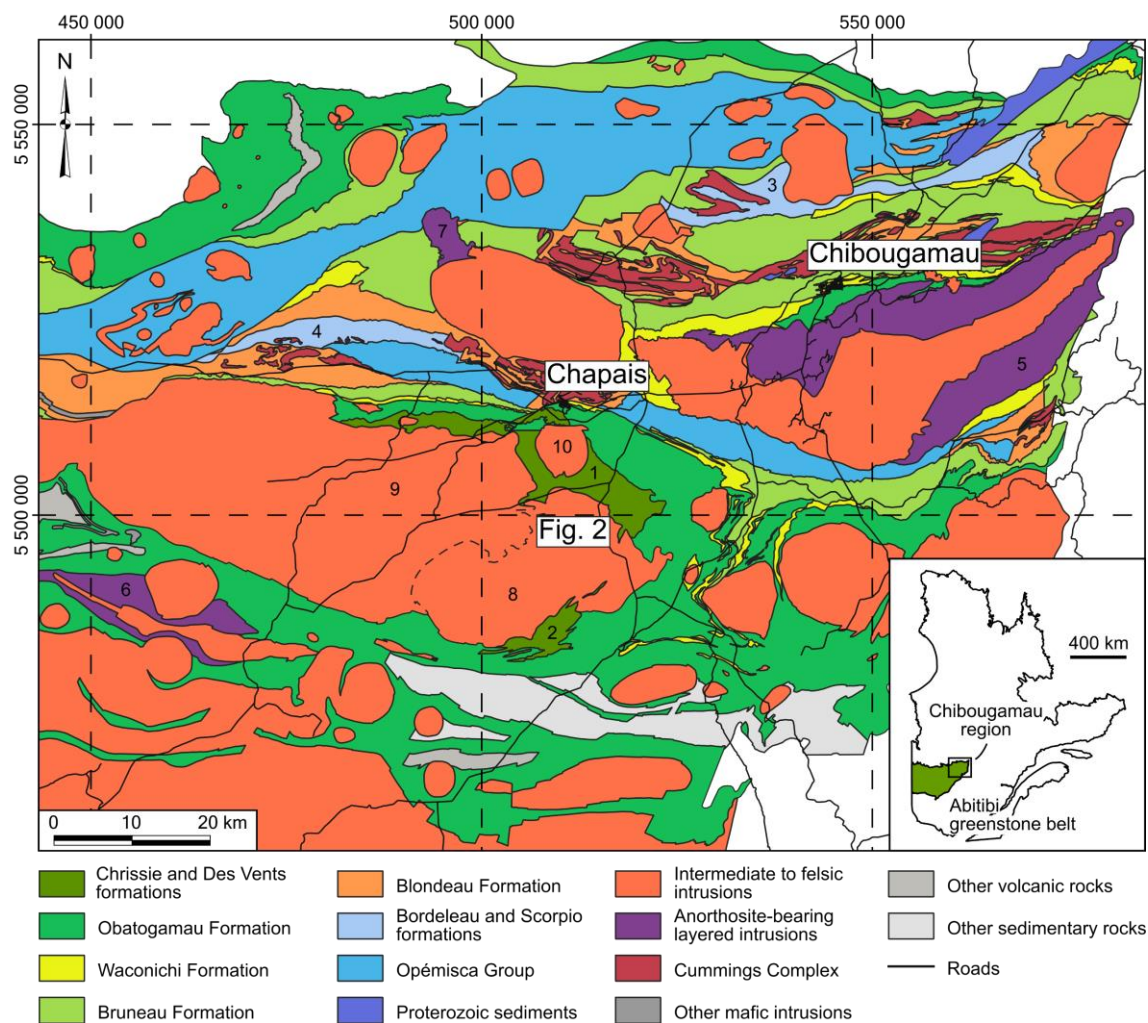 450 000
500 000
550 000
N
5 550 000
3
7
Chibougamau
4
Chapais
5
10
1
9
5 500 000
Fig. 2
6
8
2
400 km
Chibougamau
region
Abitibi
greenstone belt
0 10 20 km
Chrissie and Des Vents
formations
Obatogamau Formation
Waconichi Formation
Bruneau Formation
Blondeau Formation
Bordeleau and Scorpio
formations
Opémisca Group
Proterozoic sediments
Intermediate to felsic
intrusions
Anorthosite-bearing
layered intrusions
Cummings Complex
Other mafic intrusions
Other volcanic rocks
Other sedimentary rocks
Roads